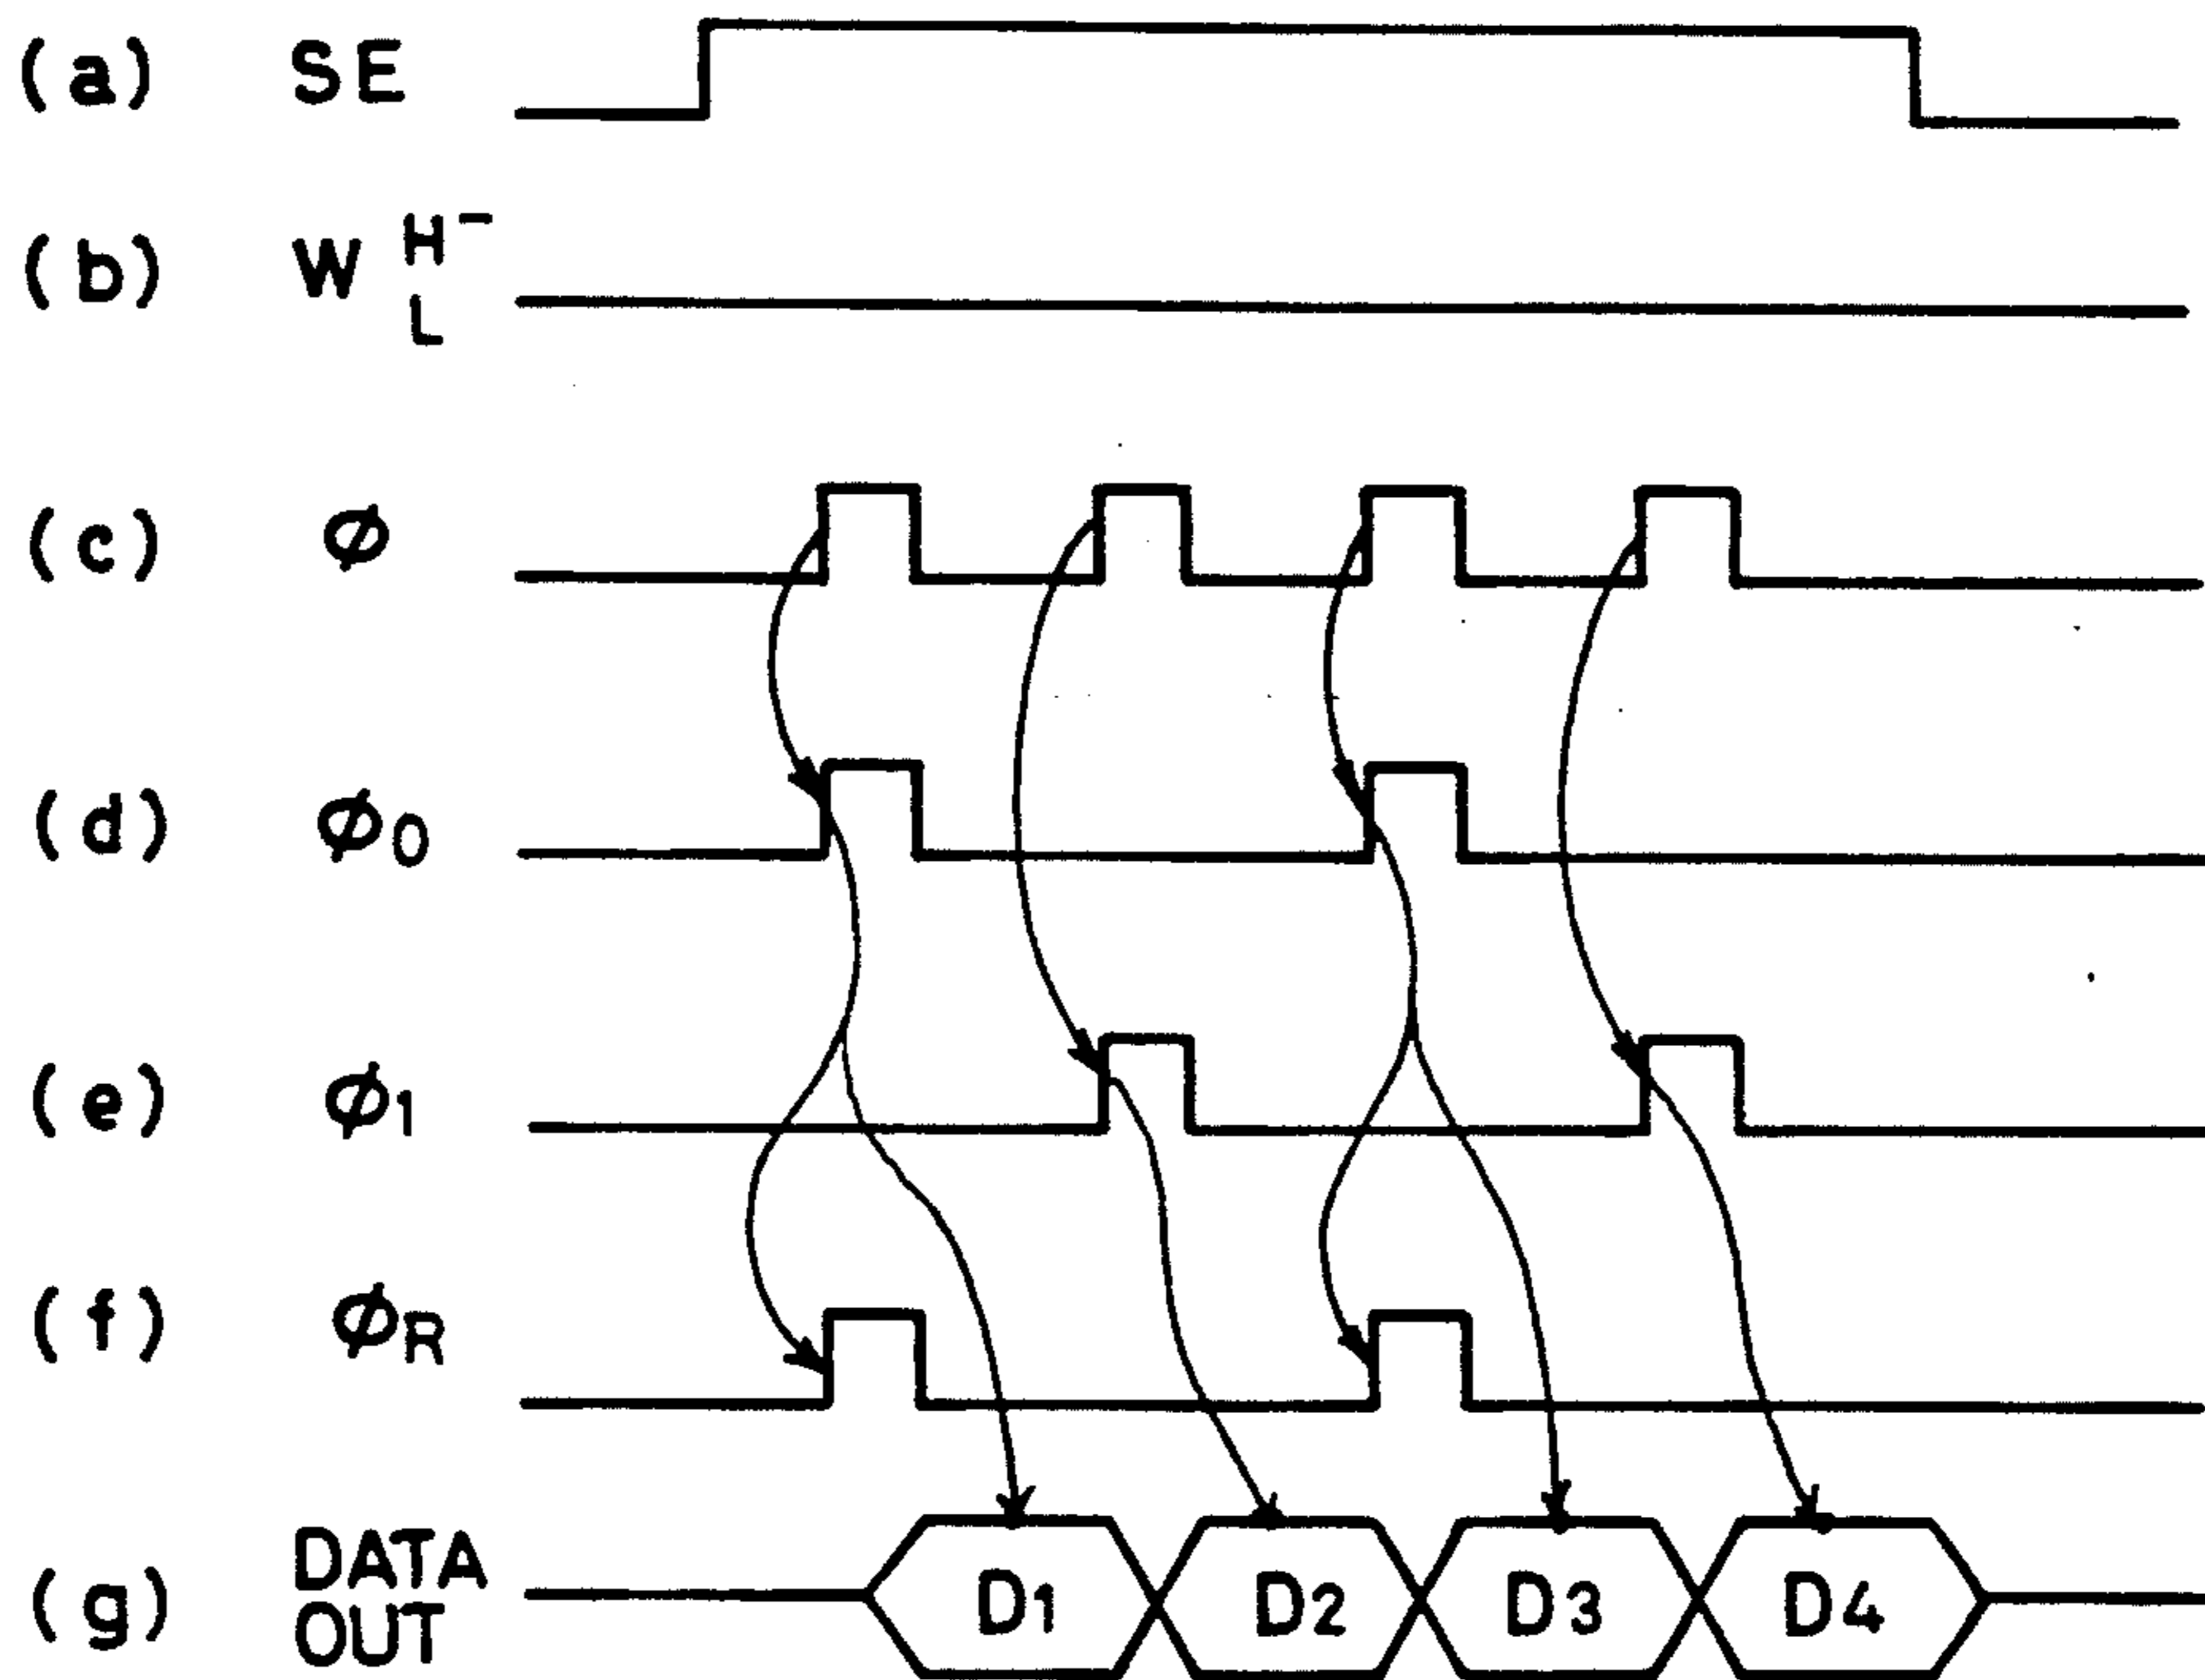 (a) SE
(b) W H-
L
(c) ø
(d) ø0
(e) ø1
(f) øR
(g) DATA
OUT
D1 D2 D3 D4